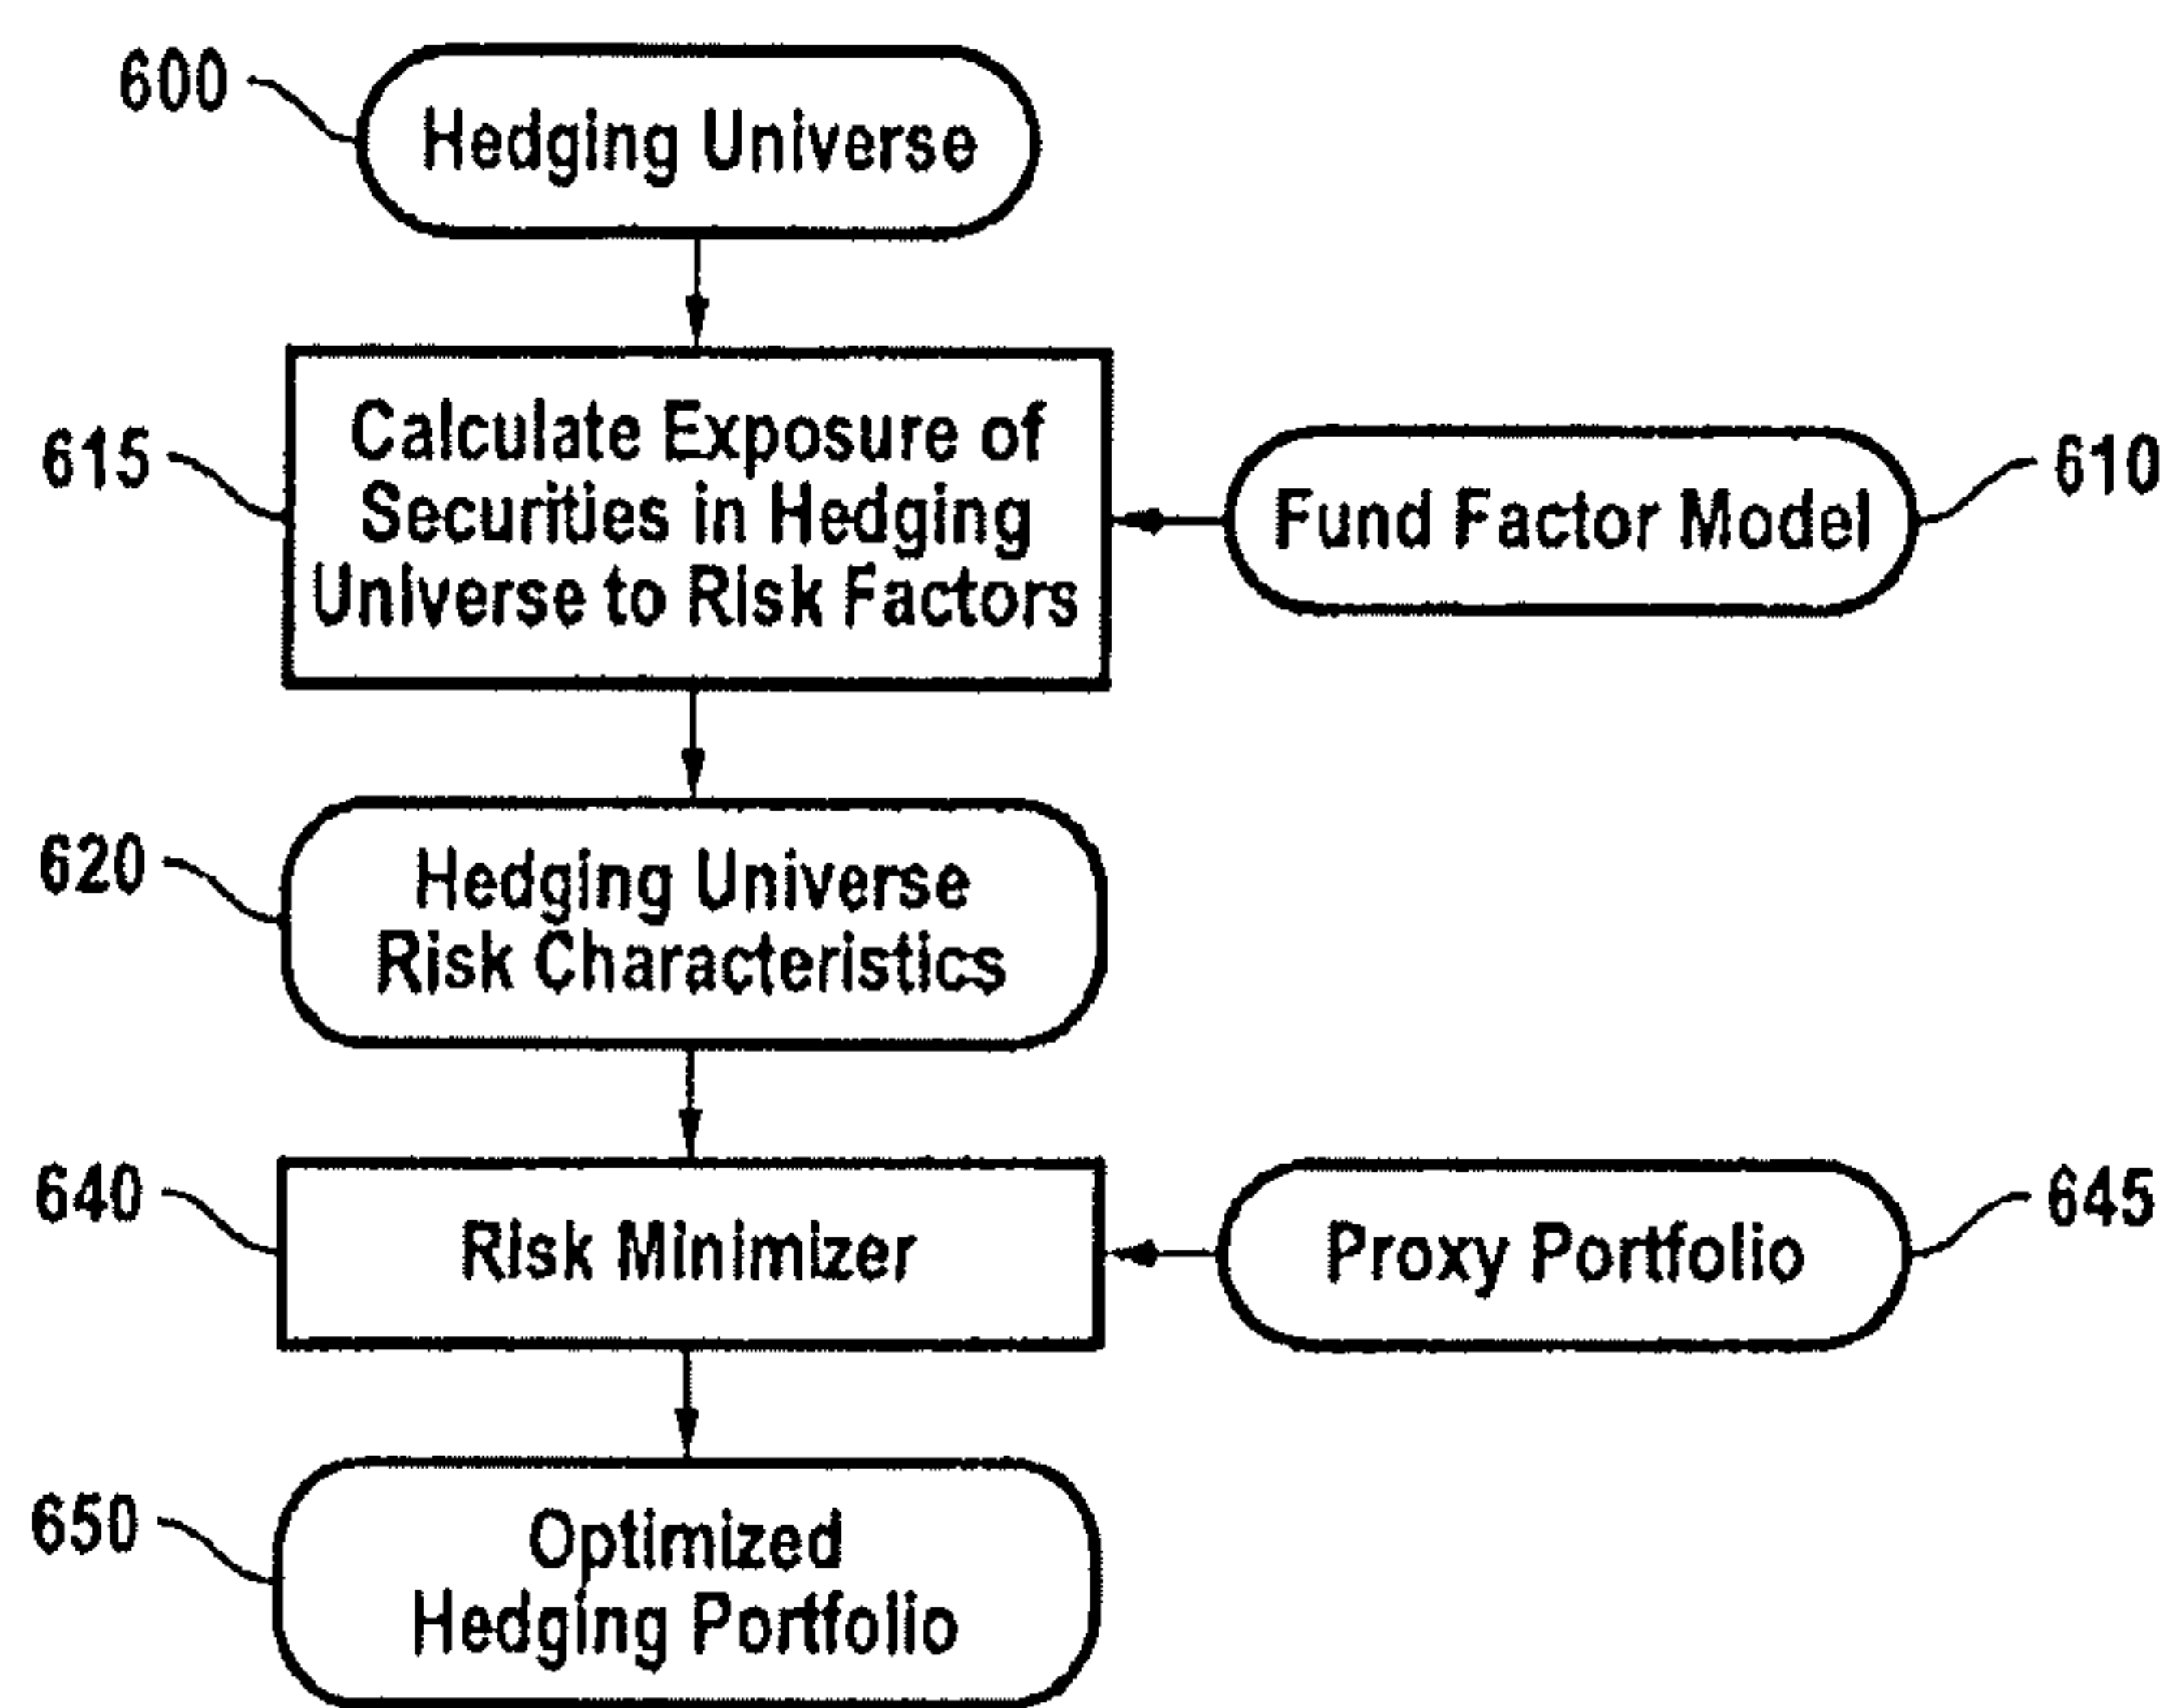 600
Hedging Universe
615
Calculate Exposure of
Securities in Hedging
Universe to Risk Factors
Fund Factor Model
610
620
Hedging Universe
Risk Characteristics
640
Risk Minimizer
Proxy Portfolio
645
650
Optimized
Hedging Portfolio